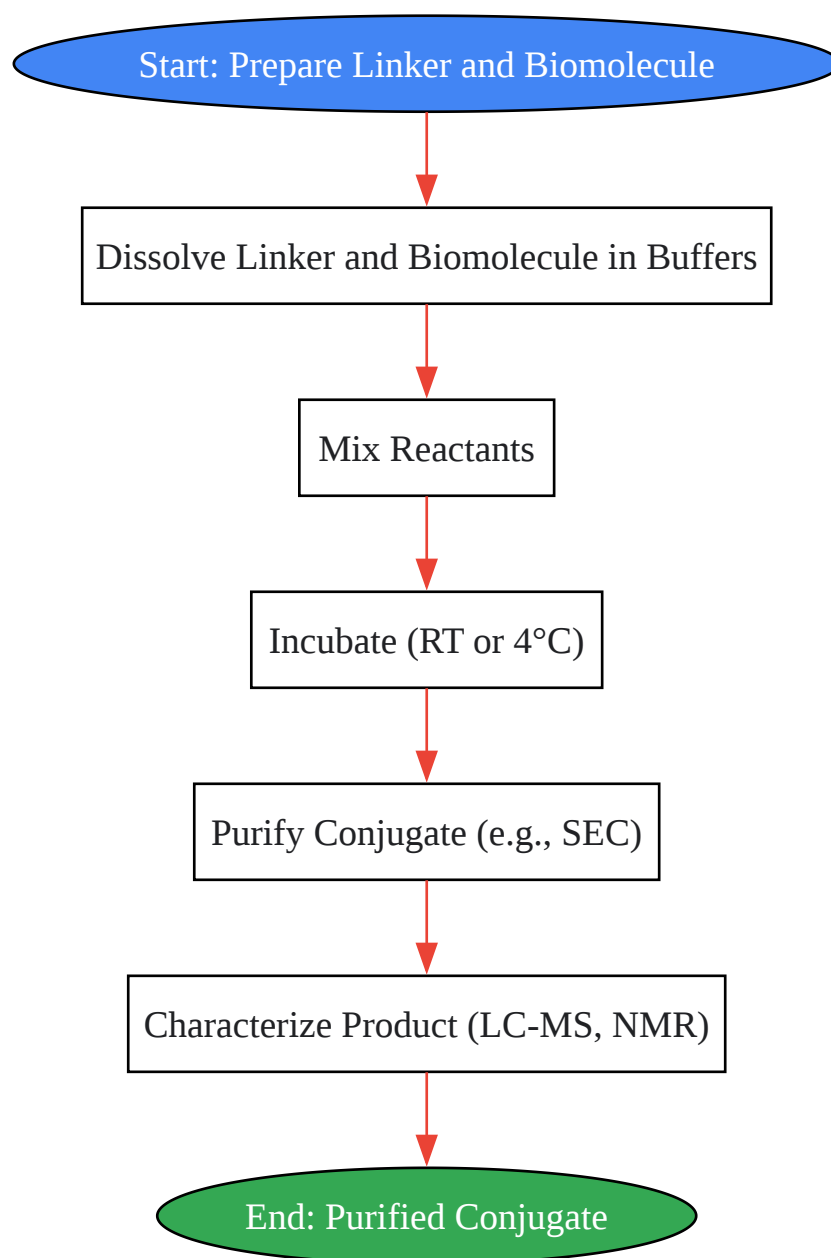 Start: Prepare Linker and Biomolecule
Dissolve Linker and Biomolecule in Buffers
Mix Reactants
Incubate (RT or 4°C)
Purify Conjugate (e.g., SEC)
Characterize Product (LC-MS, NMR)
End: Purified Conjugate